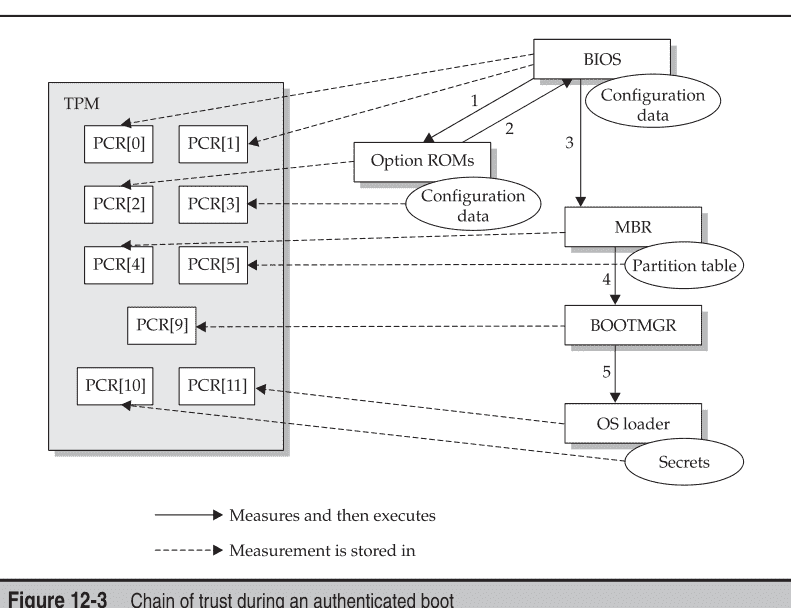 BIOS
Configuration
data
TPM
PCR[0]
PCR[1]
1
2
3
Option ROMs
Configuration
data
PCR[2]
PCR[3]
MBR
Partition table
PCR[4]
PCR[5]
4
PCR[9]
BOOTMGR
5
PCR[10]
PCR[11]
OS loader
Secrets
Measures and then executes
Measurement is stored in
Figure 12-3 Chain of trust during an authenticated boot